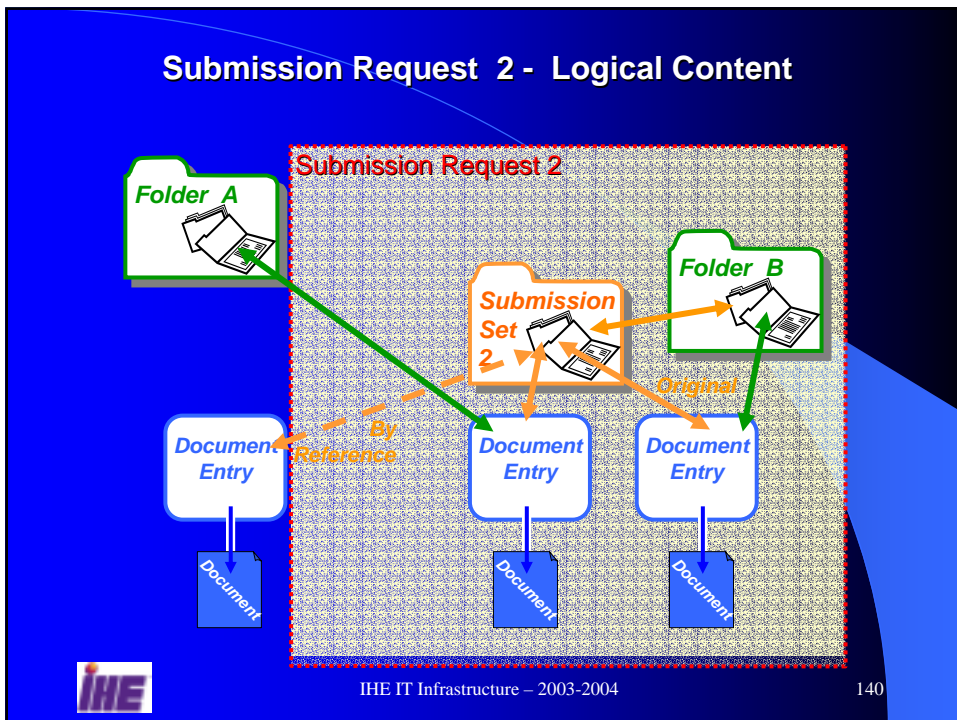 Submission Request 2 - Logical Content
Submission Request 2
Folder A
Folder B
Submission
Set
2
Original
By
Reference
Document
Entry
Document
Entry
Document
Entry
Document
Document
Document
IHE
IHE IT Infrastructure – 2003-2004
140